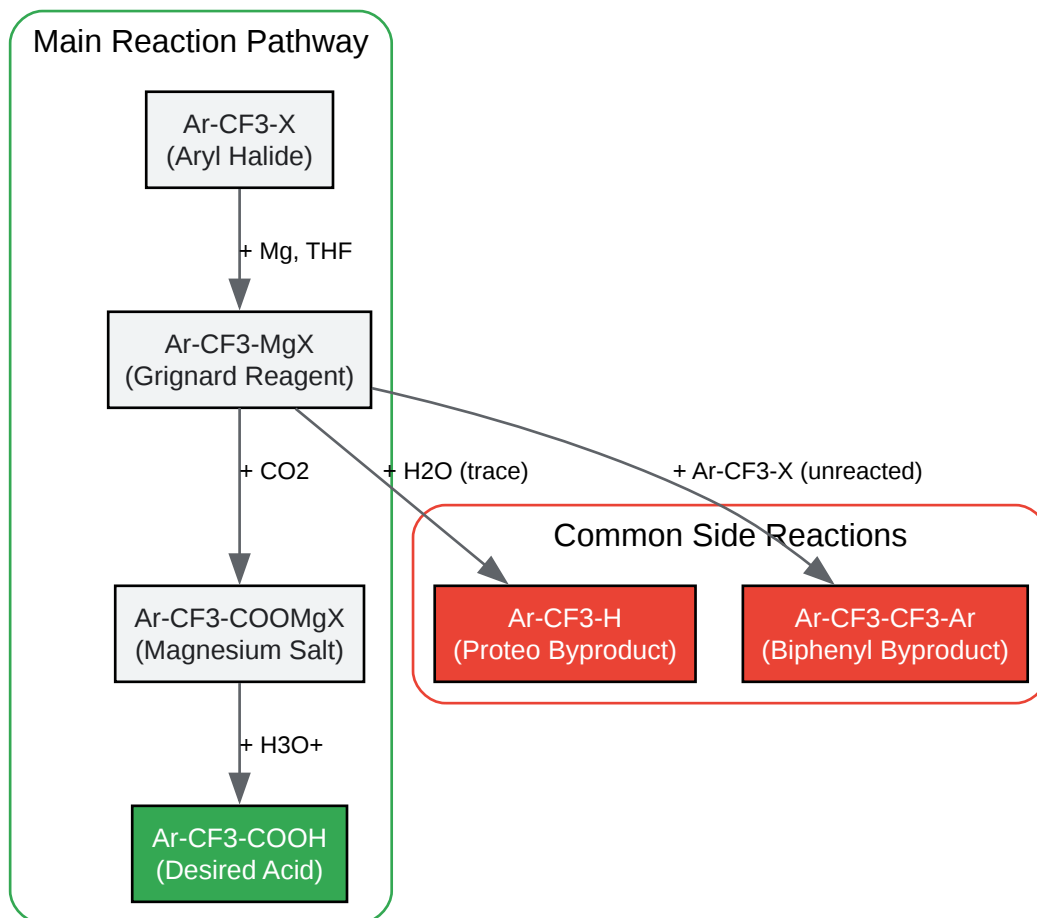 Main Reaction Pathway
Ar-CF3-X
(Aryl Halide)
+ Mg, THF
Ar-CF3-MgX
(Grignard Reagent)
+ CO2
+ H2O (trace)
+ Ar-CF3-X (unreacted)
Common Side Reactions
Ar-CF3-COOMgX
(Magnesium Salt)
Ar-CF3-H
(Proteo Byproduct)
Ar-CF3-CF3-Ar
(Biphenyl Byproduct)
+ H3O+
Ar-CF3-COOH
(Desired Acid)